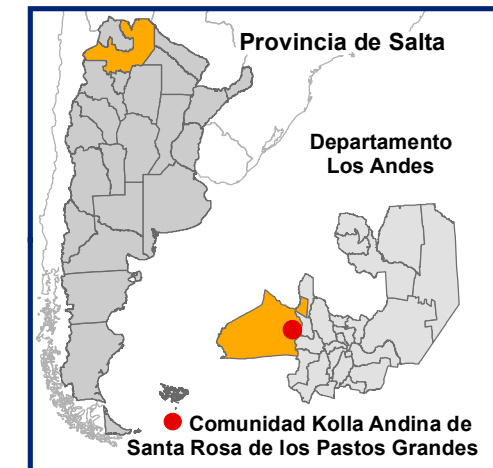 Provincia de Salta
Departamento
Los Andes
Comunidad Kolla Andina de
Santa Rosa de los Pastos Grandes